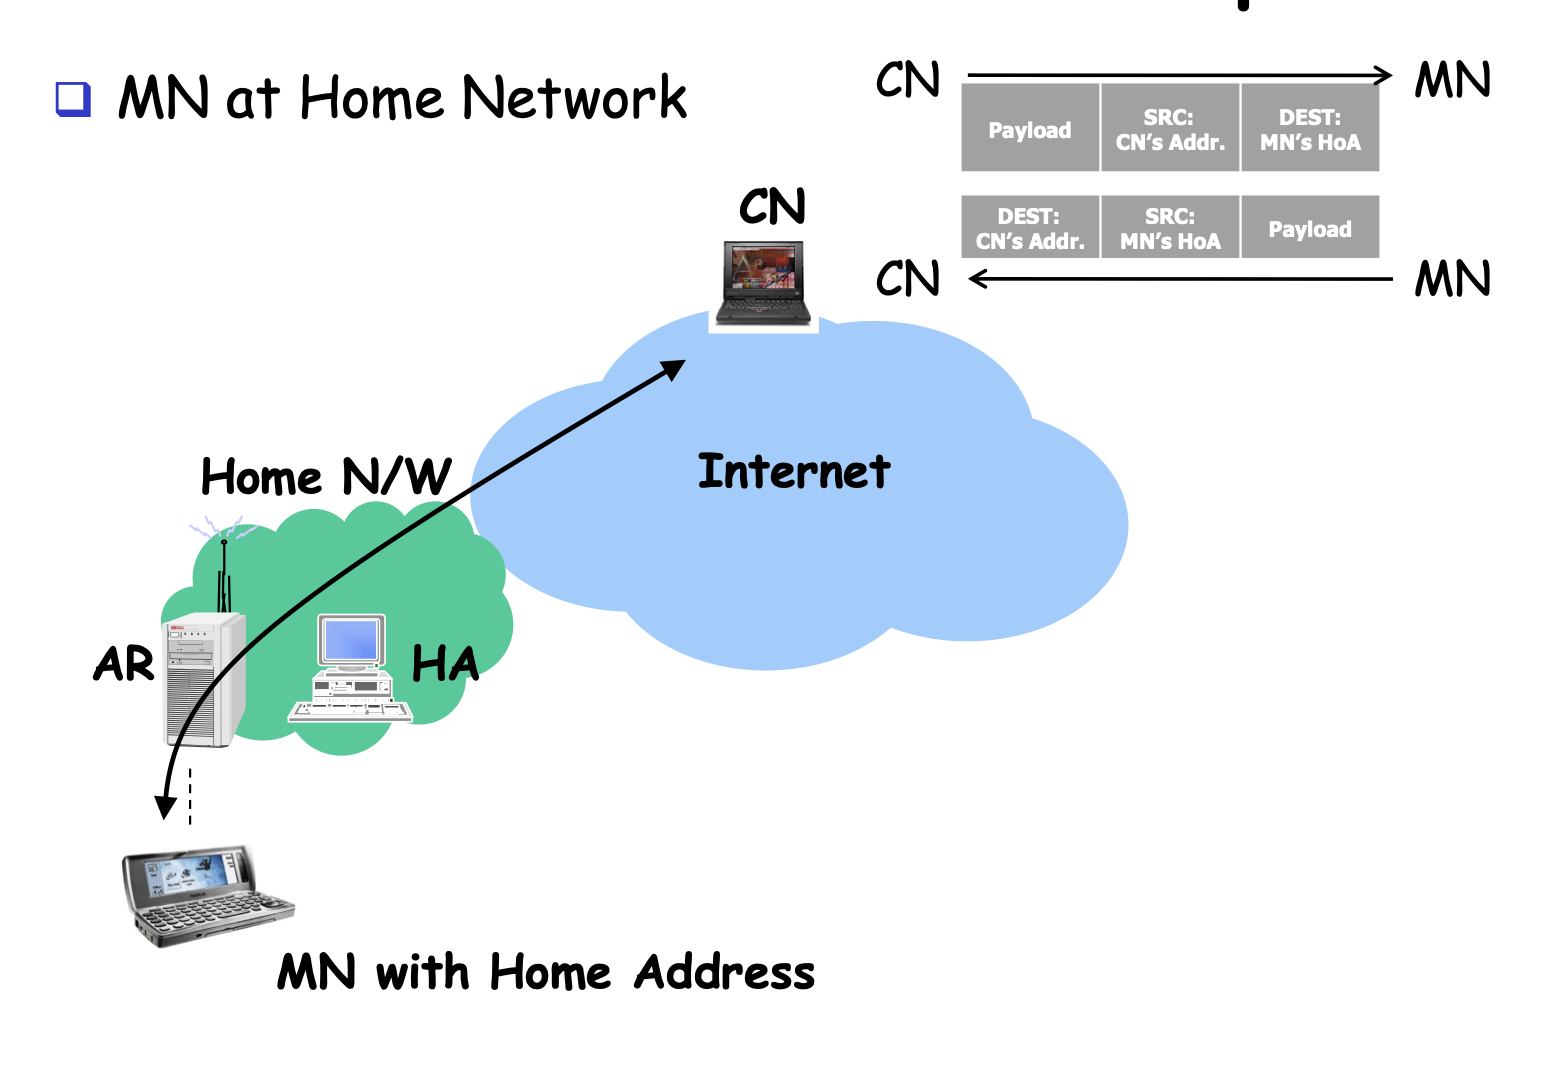 MN at Home Network
CN
MN
Payload
SRC:
CN's Addr.
DEST:
MN's HoA
DEST:
CN's Addr.
SRC:
MN's HoA
Payload
CN
MN
CN
Internet
Home N/W
AR
HA
MN with Home Address